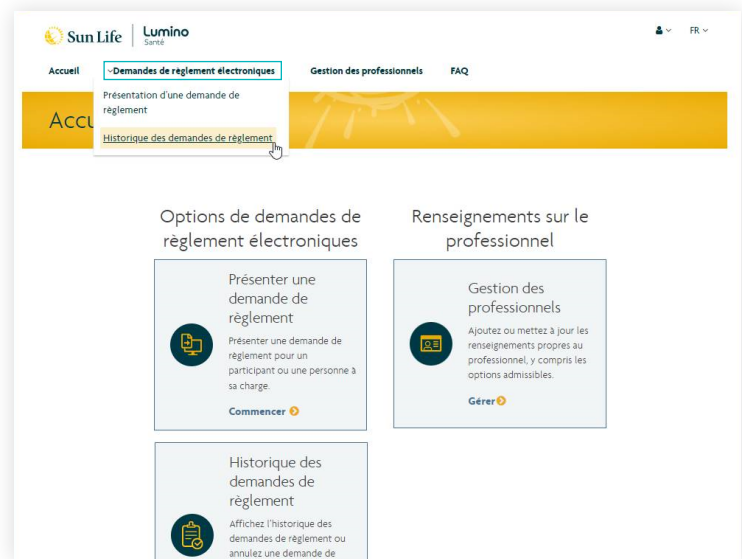 Sun Life
Lumino
Santé
FR
Accueil
Demandes de règlement électroniques
Gestion des professionnels
FAQ
Présentation d'une demande de
règlement
Historique des demandes de règlement
Accu
Options de demandes de
règlement électroniques
Renseignements sur le
professionnel
Présenter une
demande de
règlement
Présenter une demande de
règlement pour un
participant ou une personne à
sa charge.
Commencer
Gestion des
professionnels
Ajoutez ou mettez à jour les
renseignements propres au
professionnel, y compris les
options admissibles.
Gérer
Historique des
demandes de
règlement
Affichez l'historique des
demandes de règlement ou
annulez une demande de